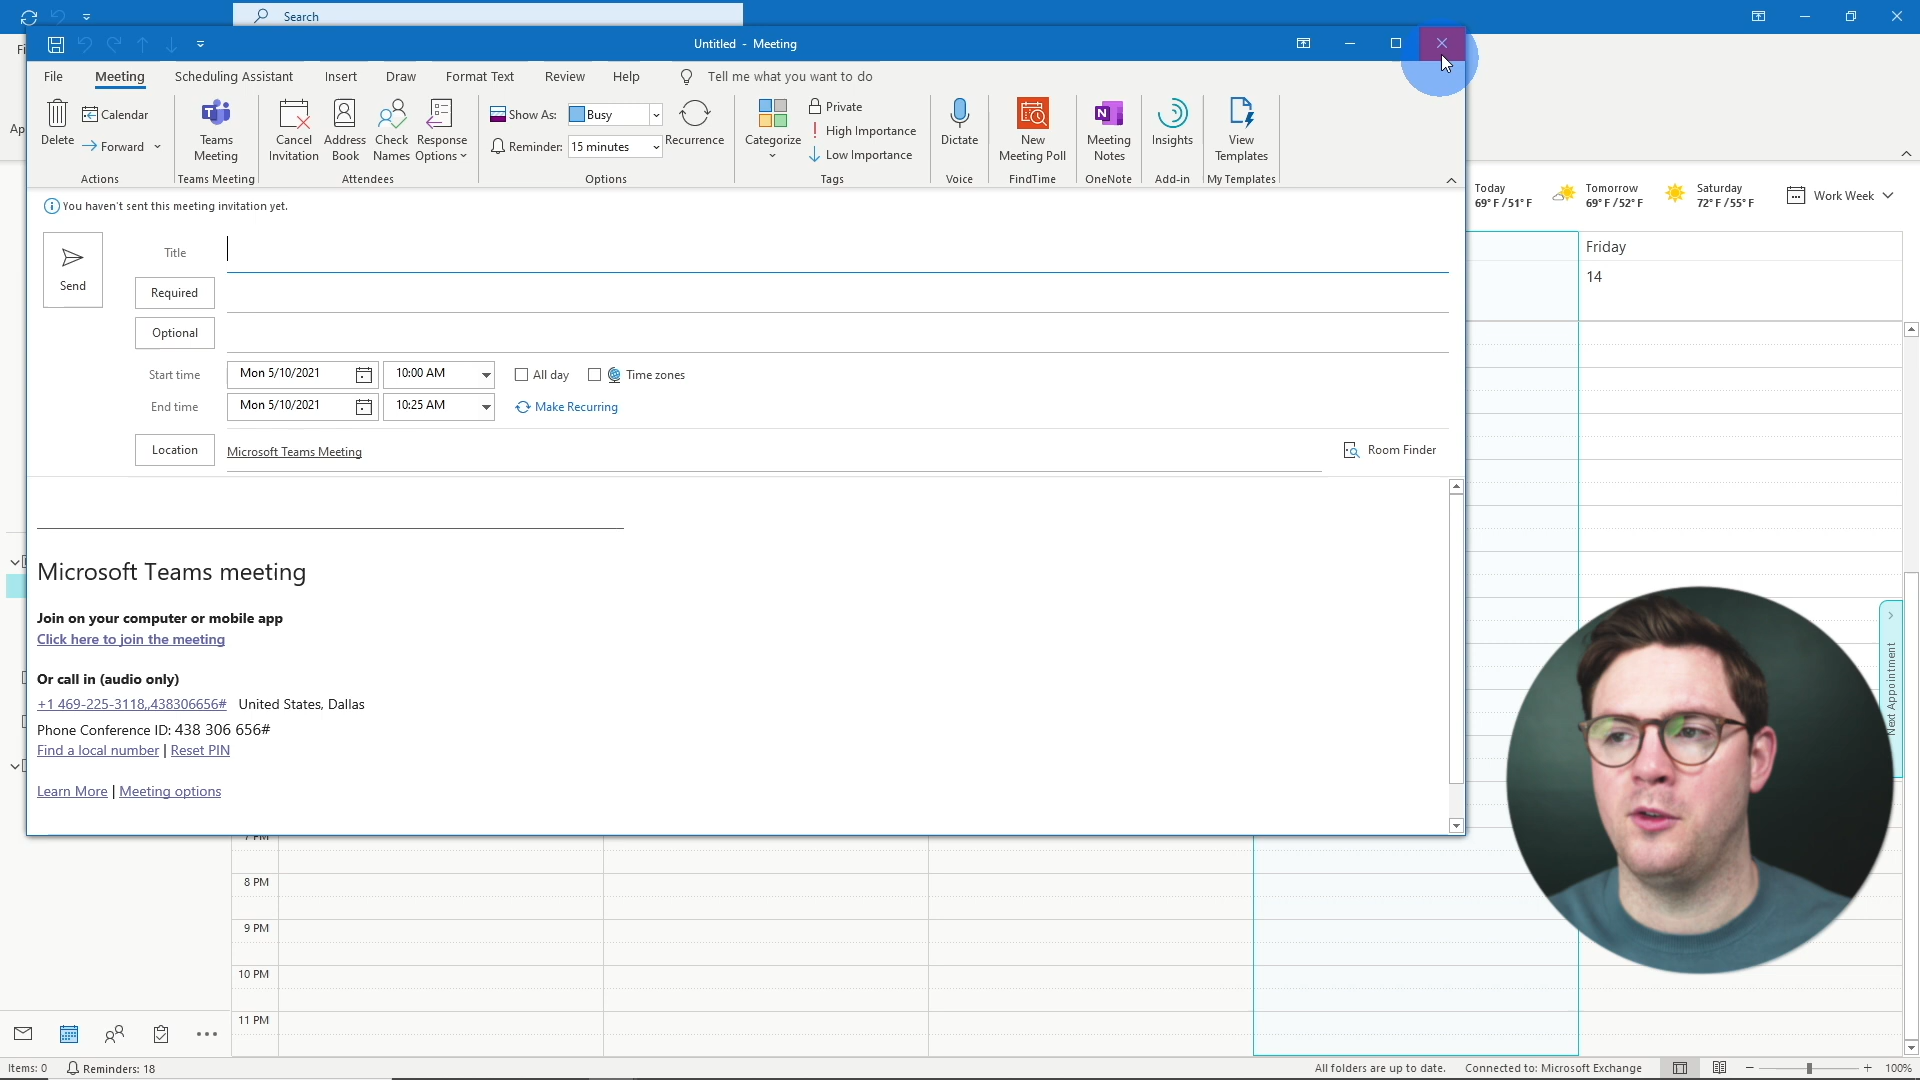 Search
Untitled - Meeting
File Meeting Scheduling Assistant Insert Draw Format Text Review Help Tell me what you want to do
Delete
Calendar
Forward
Actions
Teams Meeting
Teams Meeting
Cancel Invitation
Address Book
Check Names
Response Options
Attendees
Show As: Busy
Reminder: 15 minutes
Recurrence
Options
Categorize
Private
High Importance
Low Importance
Tags
Dictate
Voice
New Meeting Poll
FindTime
Meeting Notes
OneNote
Insights
Add-in
View Templates
My Templates
You haven't sent this meeting invitation yet.
Send
Title
Required
Optional
Start time Mon 5/10/2021 10:00 AM All day Time zones
End time Mon 5/10/2021 10:25 AM Make Recurring
Location Microsoft Teams Meeting Room Finder
Microsoft Teams meeting
Join on your computer or mobile app
Click here to join the meeting
Or call in (audio only)
+1 469-225-3118,,438306656# United States, Dallas
Phone Conference ID: 438 306 656#
Find a local number | Reset PIN
Learn More | Meeting options
Today
69°F/51°F
Tomorrow
69°F/52°F
Saturday
72°F/55°F
Work Week
Friday
14
Next Appointment
7 PM
8 PM
9 PM
10 PM
11 PM
Items: 0 Reminders: 18
All folders are up to date. Connected to: Microsoft Exchange 100%